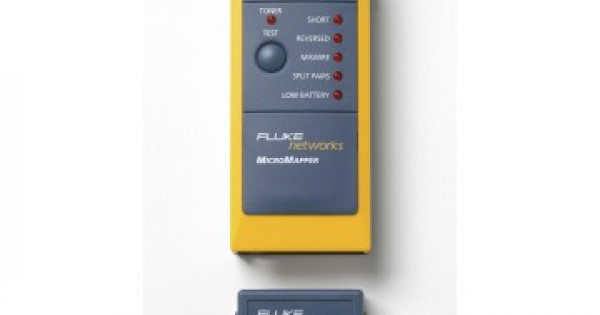 TONER
SHORT
TEST
REVERSED
MISWIRE
SPLIT PAIRS
LOW BATTERY
FLUKE
networks
MICROMAPPER
FLUKE